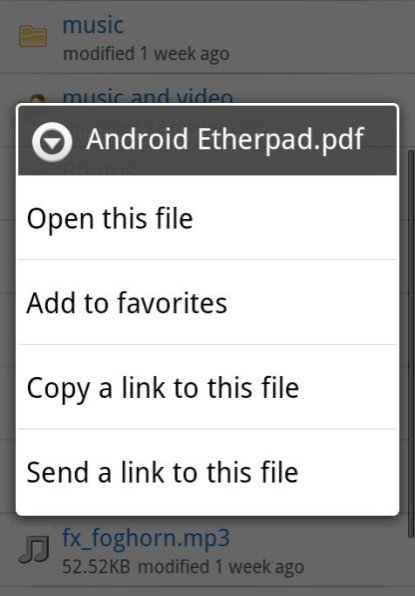 music
modified 1 week ago
music and video
Android Etherpad.pdf
Photos
Open this file
Add to favorites
Copy a link to this file
Send a link to this file
fx_foghorn.mp3
52.52KB modified 1 week ago